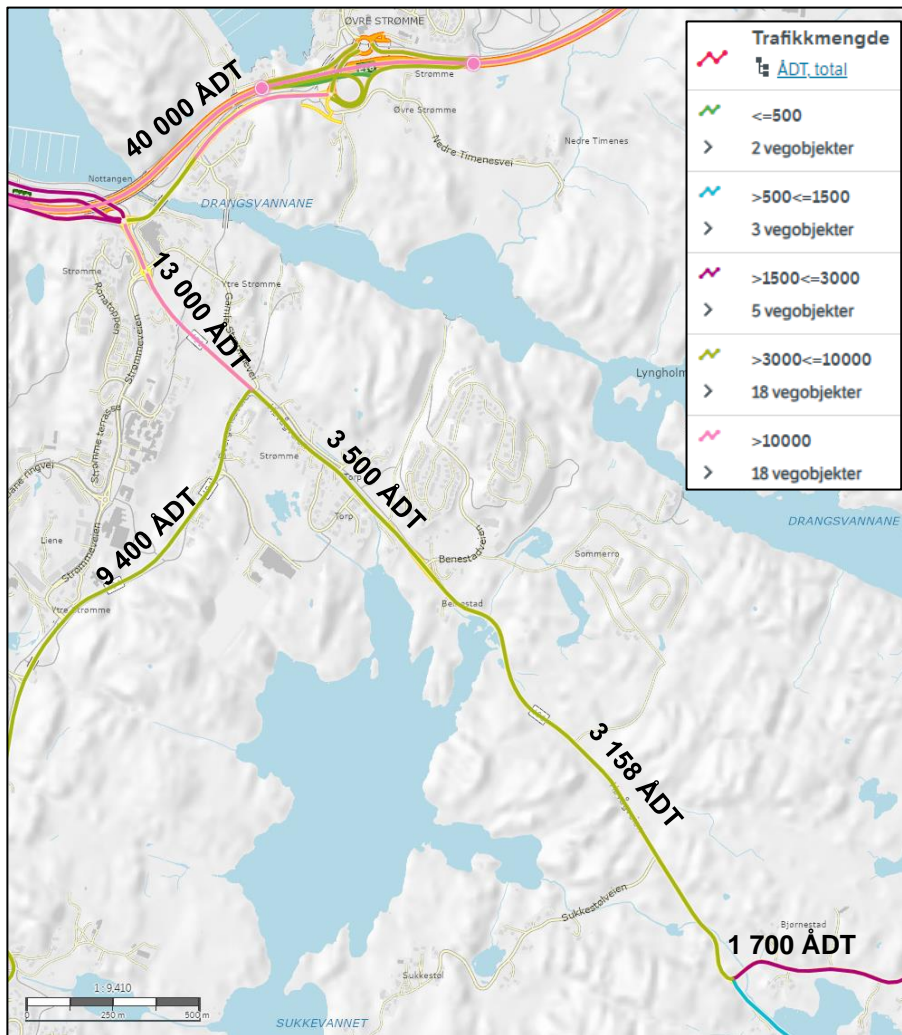 ØVRE STRØMME
Strømme
Øvre Strømme
40 000 ÅDT
Nedre Timenesvei
Nedre Timenes
Nottangen
DRANGSVANNANE
Strømme
Ronatoppen
Strømmeveien
13 000 ÅDT
Ytre Strømme
Lyngholm
Strømme terrasse
Strømme
3 500 ÅDT
Torp
Torp
DRANGSVANNANE
9 400 ÅDT
Liene
Strømmeveien
Benestadveien
Sommerro
Ytre Strømme
Benestad
3 158 ÅDT
Sukkestølveien
Bjørnestad
1 700 ÅDT
Sukkestøl
1:9,410
0 250 m 500 m
SUKKEVANNET
Trafikkmengde
ÅDT, total
<=500
2 vegobjekter
>500<=1500
3 vegobjekter
>1500<=3000
5 vegobjekter
>3000<=10000
18 vegobjekter
>10000
18 vegobjekter